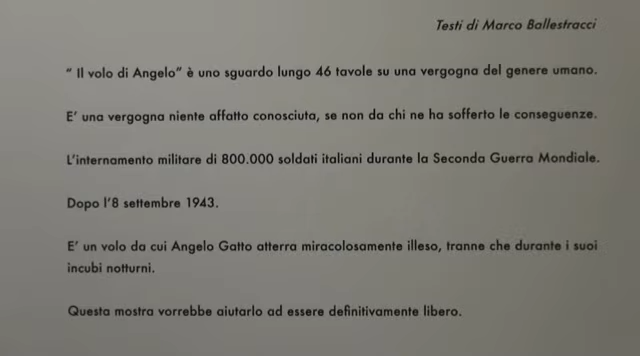 Testi di Marco Ballestracci
“ Il volo di Angelo” è uno sguardo lungo 46 tavole su una vergogna del genere umano.
E’ una vergogna niente affatto conosciuta, se non da chi ne ha sofferto le conseguenze.
L’internamento militare di 800.000 soldati italiani durante la Seconda Guerra Mondiale.
Dopo l’8 settembre 1943.
E’ un volo da cui Angelo Gatto atterra miracolosamente illeso, tranne che durante i suoi
incubi notturni.
Questa mostra vorrebbe aiutarlo ad essere definitivamente libero.